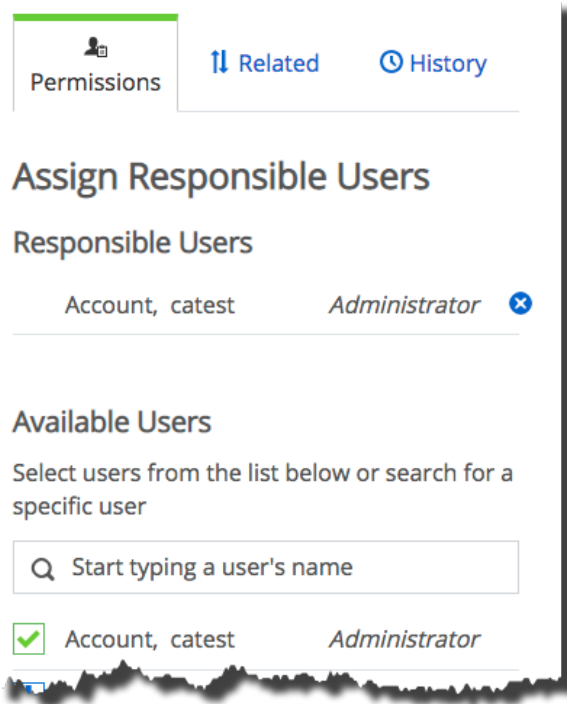 Permissions
Related
History
Assign Responsible Users
Responsible Users
Account, catest Administrator
Available Users
Select users from the list below or search for a
specific user
Start typing a user's name
Account, catest Administrator